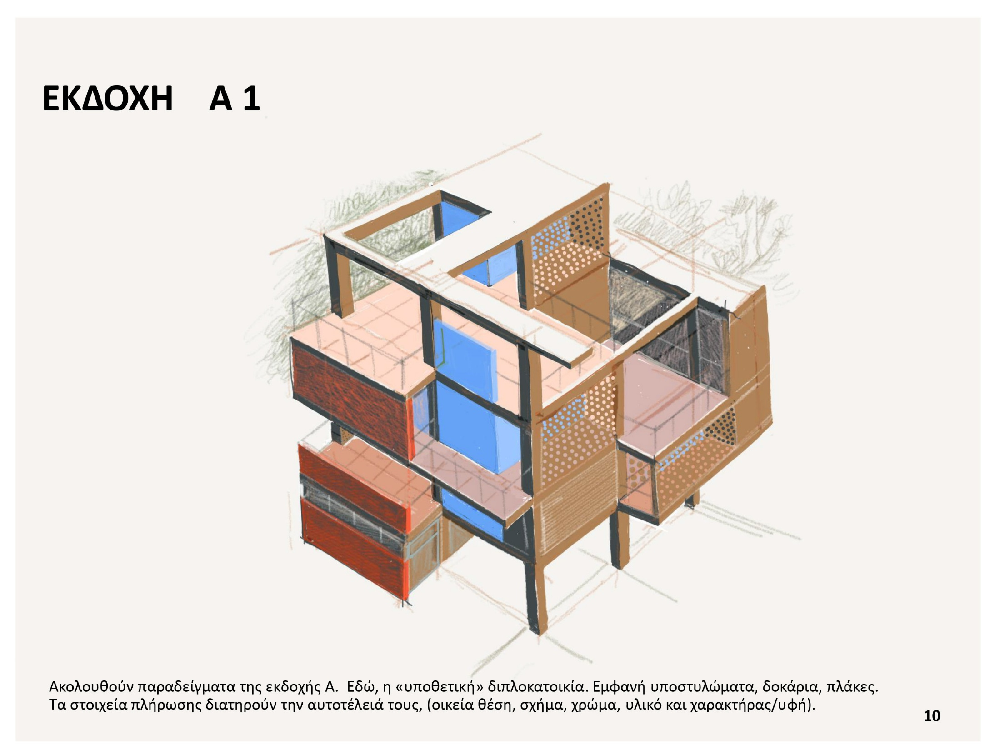 ΕΚΔΟΧΗ Α 1
Ακολουθούν παραδείγματα της εκδοχής Α. Εδώ, η «υποθετική» διπλοκατοικία. Εμφανή υποστυλώματα, δοκάρια, πλάκες.
Τα στοιχεία πλήρωσης διατηρούν την αυτοτέλειά τους, (οικεία θέση, σχήμα, χρώμα, υλικό και χαρακτήρας/υφή).
10